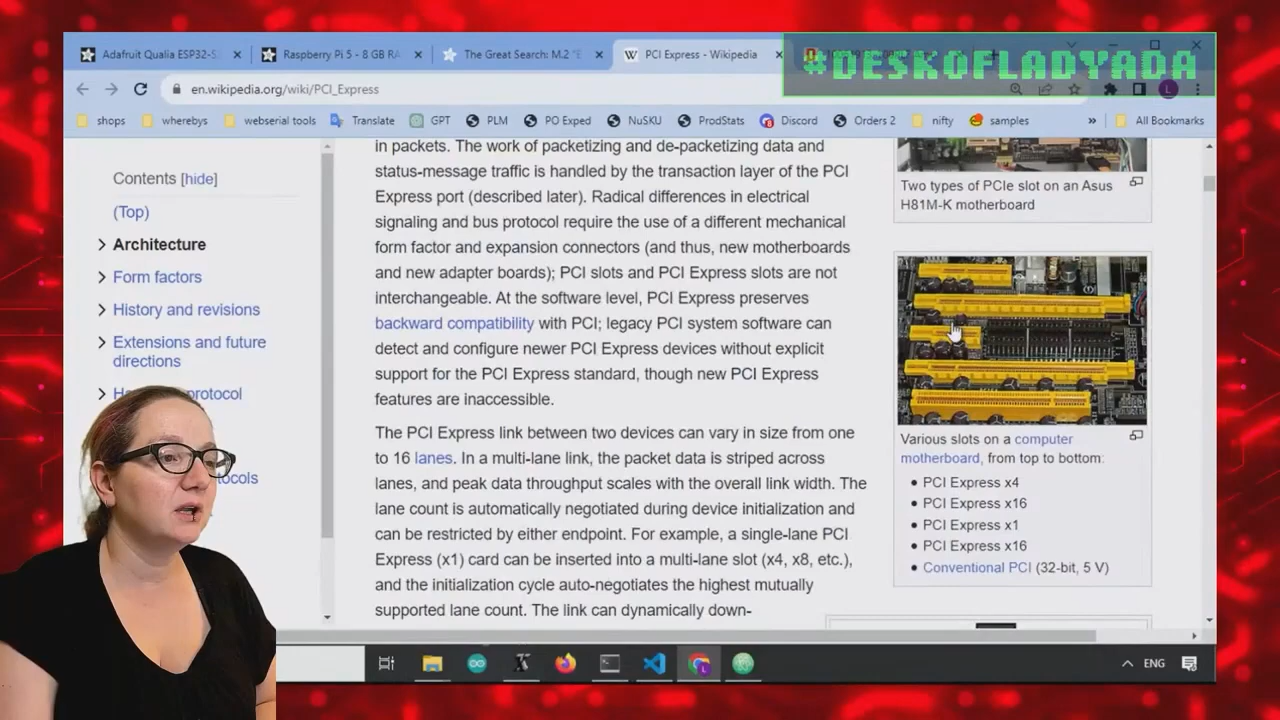 Adafruit Qualia ESP32-S
Raspberry Pi 5 - 8 GB RA
The Great Search: M.2 "E
PCI Express - Wikipedia
#DESKOFLADYADA
en.wikipedia.org/wiki/PCI_Express
shops
whereby​s
webserial tools
Translate
GPT
PLM
PO Exped
NuSKU
ProdStats
Discord
Orders 2
nifty
samples
»
All Bookmarks
Contents [hide]
(Top)
Architecture
Form factors
History and revisions
Extensions and future
directions
otocol
ocols
in packets. The work of packetizing and de-packetizing data and
status-message traffic is handled by the transaction layer of the PCI
Express port (described later). Radical differences in electrical
signaling and bus protocol require the use of a different mechanical
form factor and expansion connectors (and thus, new motherboards
and new adapter boards); PCI slots and PCI Express slots are not
interchangeable. At the software level, PCI Express preserves
backward compatibility with PCI; legacy PCI system software can
detect and configure newer PCI Express devices without explicit
support for the PCI Express standard, though new PCI Express
features are inaccessible.
The PCI Express link between two devices can vary in size from one
to 16 lanes. In a multi-lane link, the packet data is striped across
lanes, and peak data throughput scales with the overall link width. The
lane count is automatically negotiated during device initialization and
can be restricted by either endpoint. For example, a single-lane PCI
Express (x1) card can be inserted into a multi-lane slot (x4, x8, etc.),
and the initialization cycle auto-negotiates the highest mutually
supported lane count. The link can dynamically down-
Two types of PCIe slot on an Asus
H81M-K motherboard
Various slots on a computer
motherboard, from top to bottom:
• PCI Express x4
• PCI Express x16
• PCI Express x1
• PCI Express x16
• Conventional PCI (32-bit, 5 V)
ENG